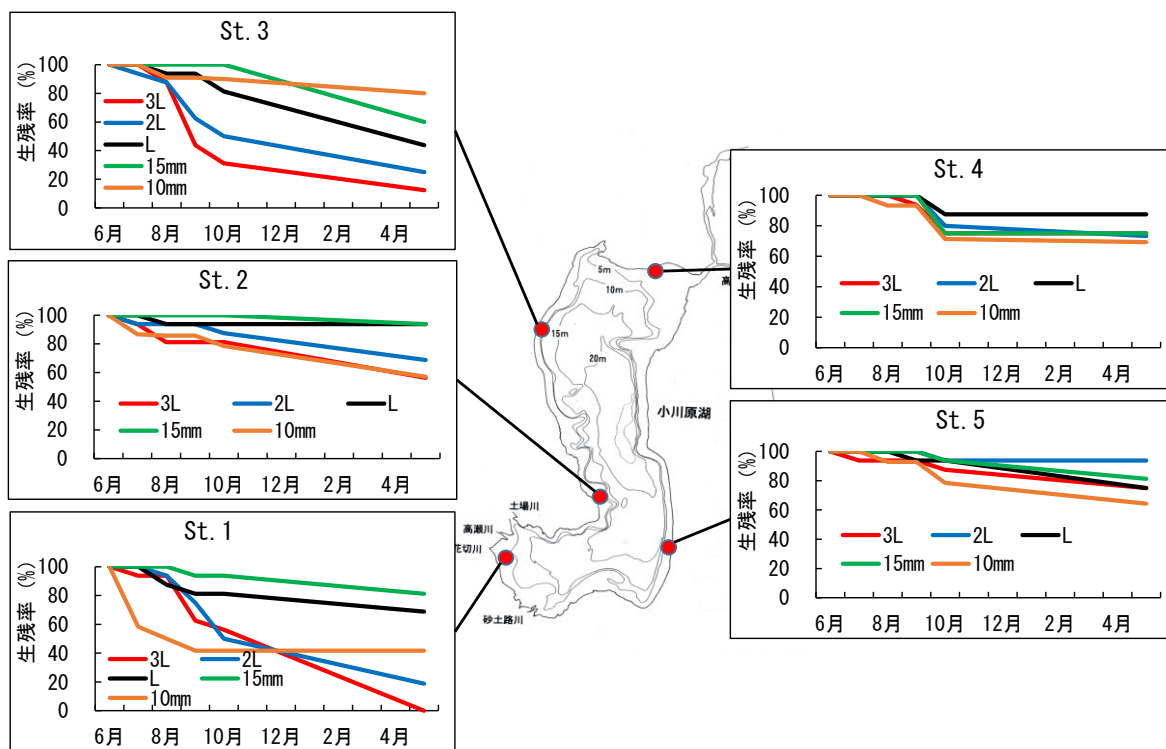 St. 3
生残率 (%)
100
80
60
40
20
0
3L
2L
L
15mm
10mm
6月 8月 10月 12月 2月 4月
St. 2
生残率 (%)
100
80
60
40
20
0
3L 2L L
15mm 10mm
6月 8月 10月 12月 2月 4月
St. 1
生残率 (%)
100
80
60
40
20
0
3L 2L
L 15mm
10mm
6月 8月 10月 12月 2月 4月
5m
10m
15m
20m
小川原湖
土場川
高瀬川
花切川
砂土路川
高
St. 4
生残率 (%)
100
80
60
40
20
0
3L 2L L
15mm 10mm
6月 8月 10月 12月 2月 4月
St. 5
生残率 (%)
100
80
60
40
20
0
3L 2L L
15mm 10mm
6月 8月 10月 12月 2月 4月